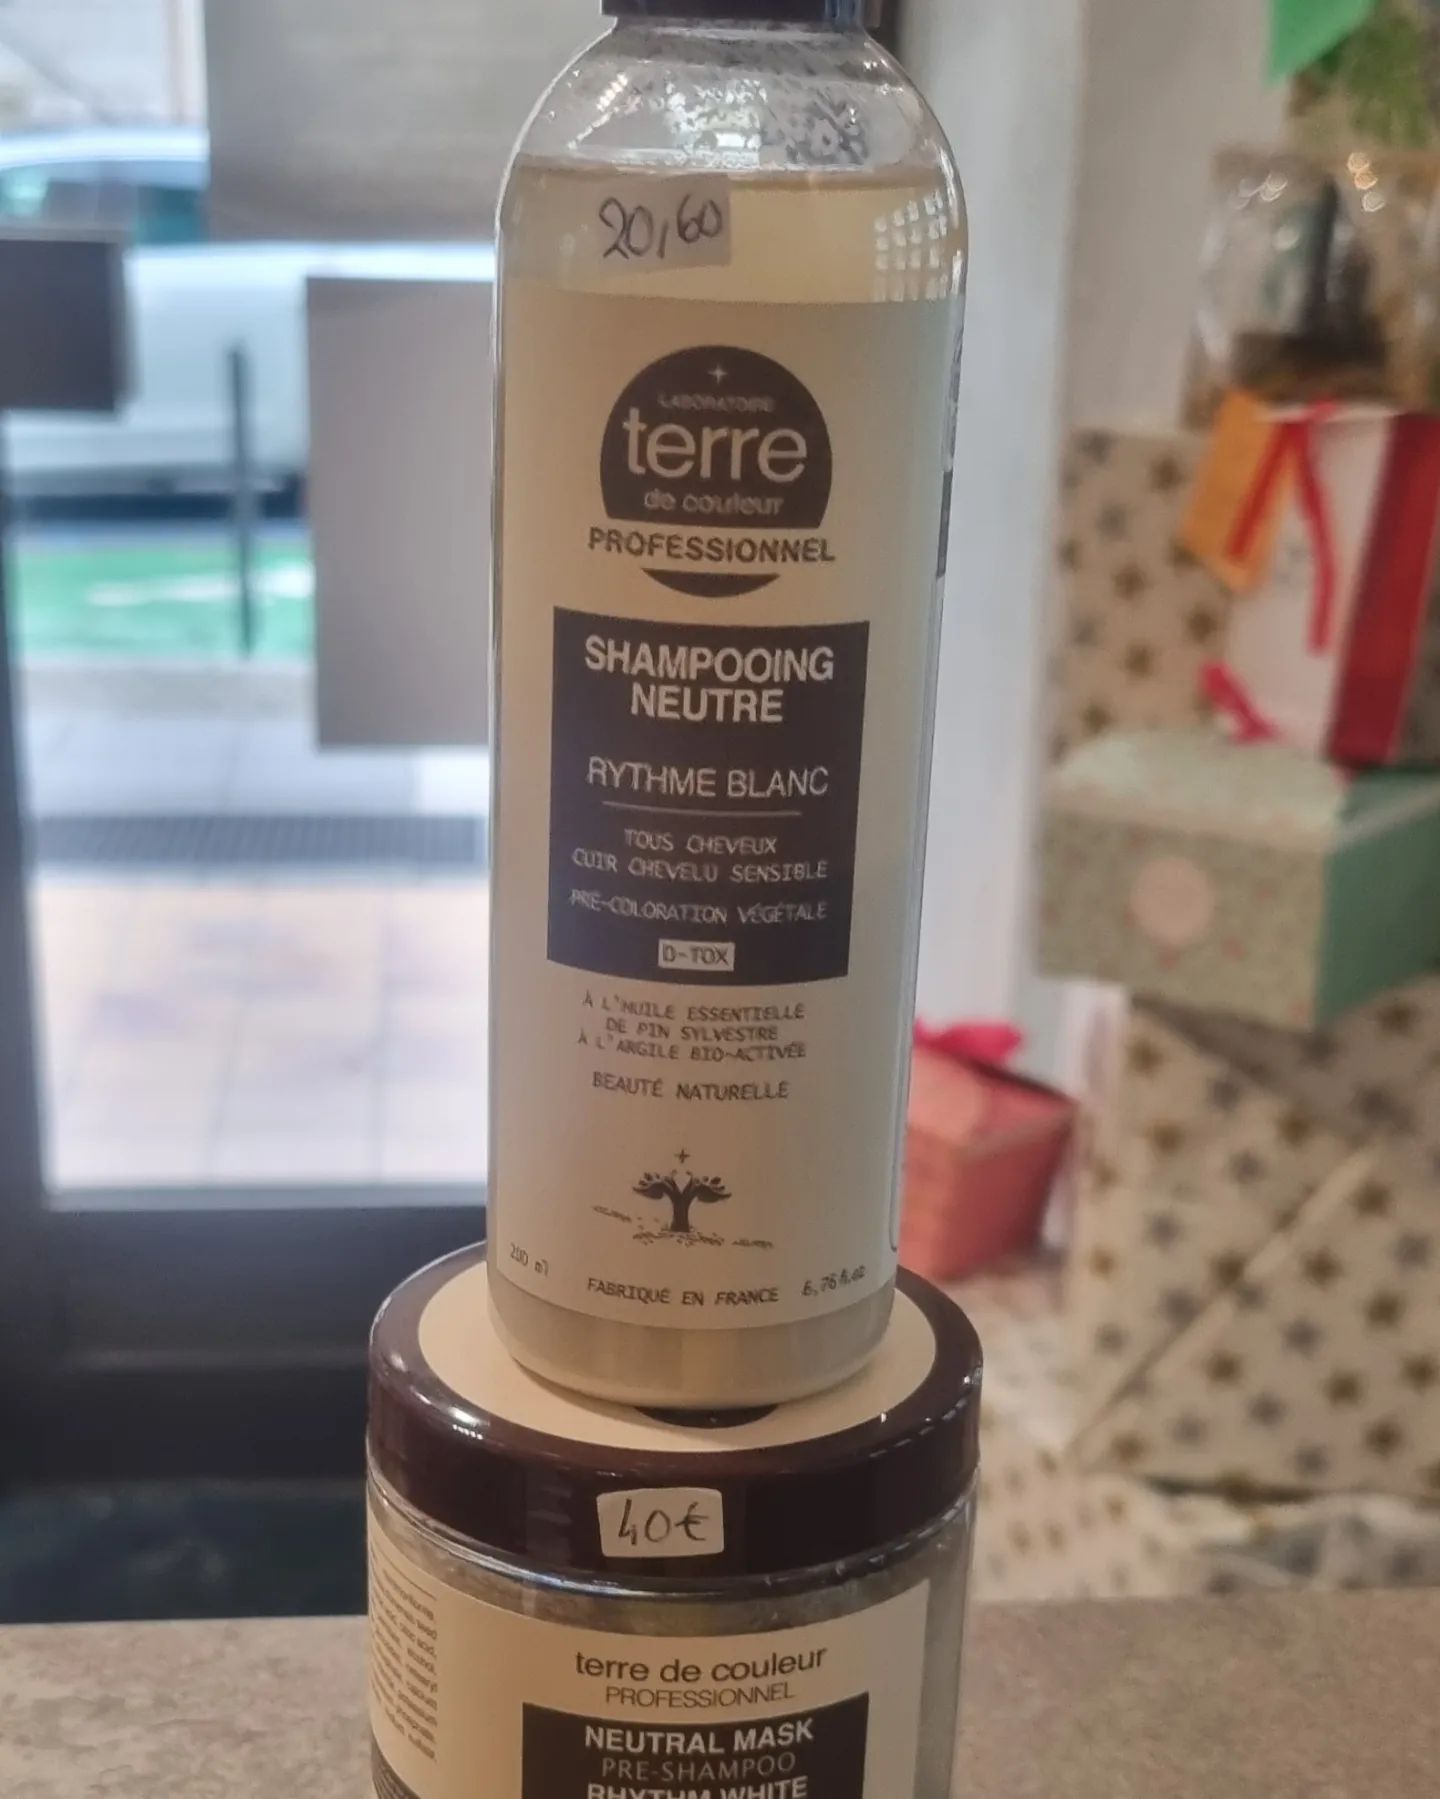 20,60
LABORATOIRE
terre
de couleur
PROFESSIONNEL
SHAMPOOING
NEUTRE
RYTHME BLANC
TOUS CHEVEUX
CUIR CHEVELU SENSIBLE
PRÉ-COLORATION VÉGÉTALE
D-TOX
À L'HUILE ESSENTIELLE
DE PIN SYLVESTRE
À L'ARGILE BIO-ACTIVÉE
BEAUTÉ NATURELLE
200 ml
FABRIQUÉ EN FRANCE 6,76 fl.oz
40€
terre de couleur
PROFESSIONNEL
NEUTRAL MASK
PRE-SHAMPOO
RHYTHM WHITE